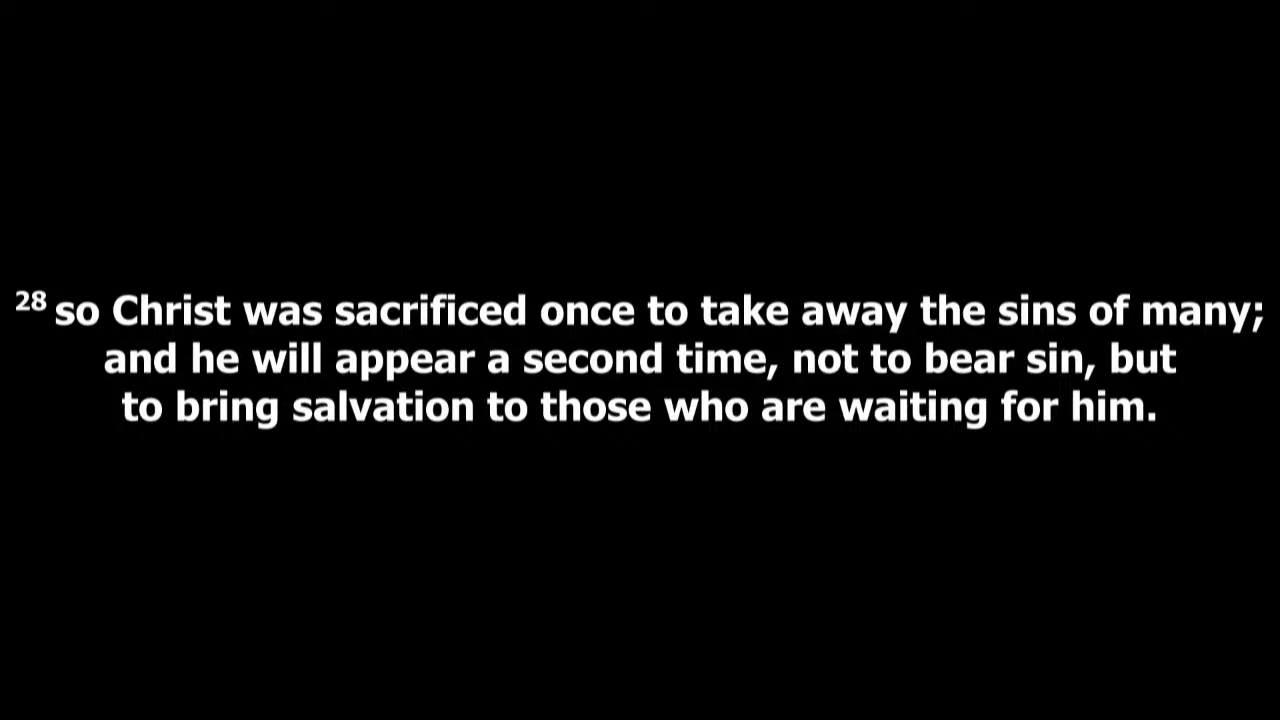 28 so Christ was sacrificed once to take away the sins of many;
and he will appear a second time, not to bear sin, but
to bring salvation to those who are waiting for him.